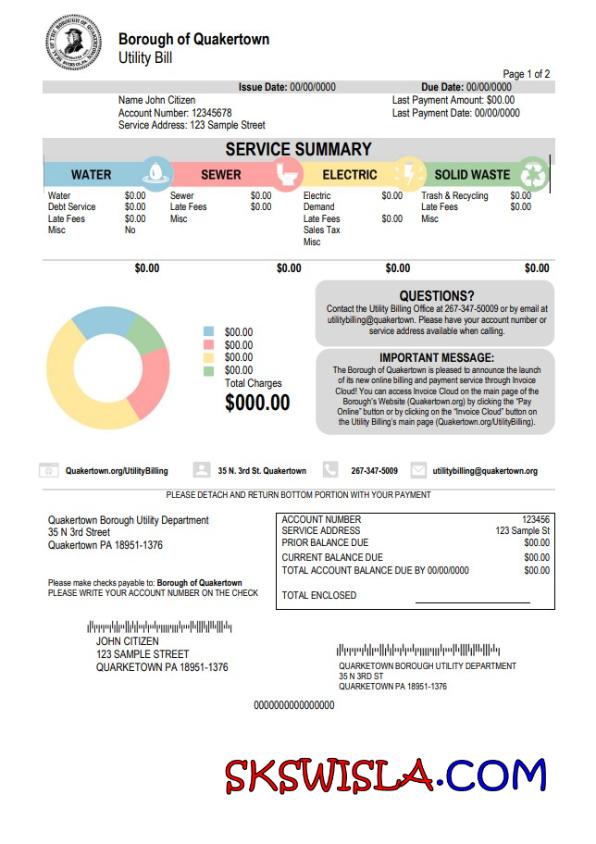 Borough of Quakertown
Utility Bill
Page 1 of 2
Issue Date: 00/00/0000 Due Date: 00/00/0000
Name John Citizen Last Payment Amount: $00.00
Account Number: 12345678 Last Payment Date: 00/00/0000
Service Address: 123 Sample Street
SERVICE SUMMARY
WATER SEWER ELECTRIC SOLID WASTE
Water $0.00 Sewer $0.00 Electric $0.00 Trash & Recycling $0.00
Debt Service $0.00 Late Fees $0.00 Demand Late Fees $0.00
Late Fees $0.00 Misc Late Fees $0.00 Misc
Misc No Sales Tax
Misc
$0.00 $0.00 $0.00 $0.00
QUESTIONS?
Contact the Utility Billing Office at 267-347-50009 or by email at
utilitybilling@quakertown. Please have your account number or
service address available when calling.
$00.00
$00.00
$00.00
$00.00
Total Charges
$000.00
IMPORTANT MESSAGE:
The Borough of Quakertown is pleased to announce the launch
of its new online billing and payment service through Invoice
Cloud! You can access Invoice Cloud on the main page of the
Borough's Website (Quakertown.org) by clicking the "Pay
Online" button or by clicking on the "Invoice Cloud" button on
the Utility Billing's main page (Quakertown.org/UtilityBilling).
Quakertown.org/UtilityBilling 35 N. 3rd St. Quakertown 267-347-5009 utilitybilling@quakertown.org
PLEASE DETACH AND RETURN BOTTOM PORTION WITH YOUR PAYMENT
Quakertown Borough Utility Department
35 N 3rd Street
Quakertown PA 18951-1376
ACCOUNT NUMBER 123456
SERVICE ADDRESS 123 Sample St
PRIOR BALANCE DUE $00.00
CURRENT BALANCE DUE $00.00
TOTAL ACCOUNT BALANCE DUE BY 00/00/0000 $00.00
TOTAL ENCLOSED
Please make checks payable to: Borough of Quakertown
PLEASE WRITE YOUR ACCOUNT NUMBER ON THE CHECK
JOHN CITIZEN
123 SAMPLE STREET
QUARKETOWN PA 18951-1376
QUARKETOWN BOROUGH UTILITY DEPARTMENT
35 N 3RD ST
QUARKETOWN PA 18951-1376
0000000000000000
SKSWISLA.COM